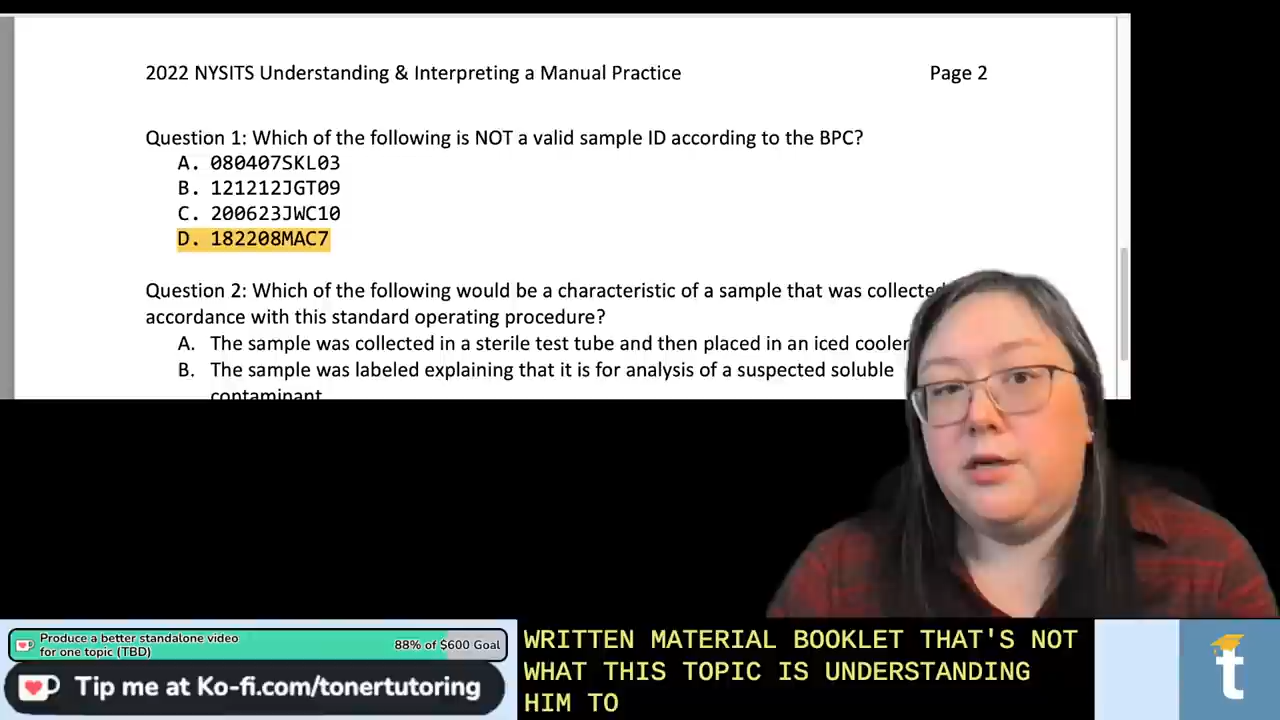 2022 NYSITS Understanding & Interpreting a Manual Practice Page 2
Question 1: Which of the following is NOT a valid sample ID according to the BPC?
A. 080407SKL03
B. 121212JGT09
C. 200623JWC10
D. 182208MAC7
Question 2: Which of the following would be a characteristic of a sample that was collected
accordance with this standard operating procedure?
A. The sample was collected in a sterile test tube and then placed in an iced cooler
B. The sample was labeled explaining that it is for analysis of a suspected soluble
contaminant
Produce a better standalone video
for one topic (TBD)
88% of $600 Goal
Tip me at Ko-fi.com/tonertutoring
WRITTEN MATERIAL BOOKLET THAT'S NOT
WHAT THIS TOPIC IS UNDERSTANDING
HIM TO
t